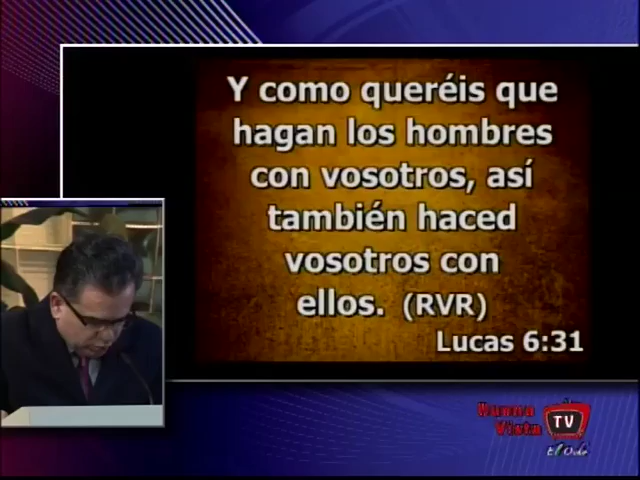 Y como queréis que
hagan los hombres
con vosotros, así
también haced
vosotros con
ellos. (RVR)
Lucas 6:31
Buena
Vista
TV